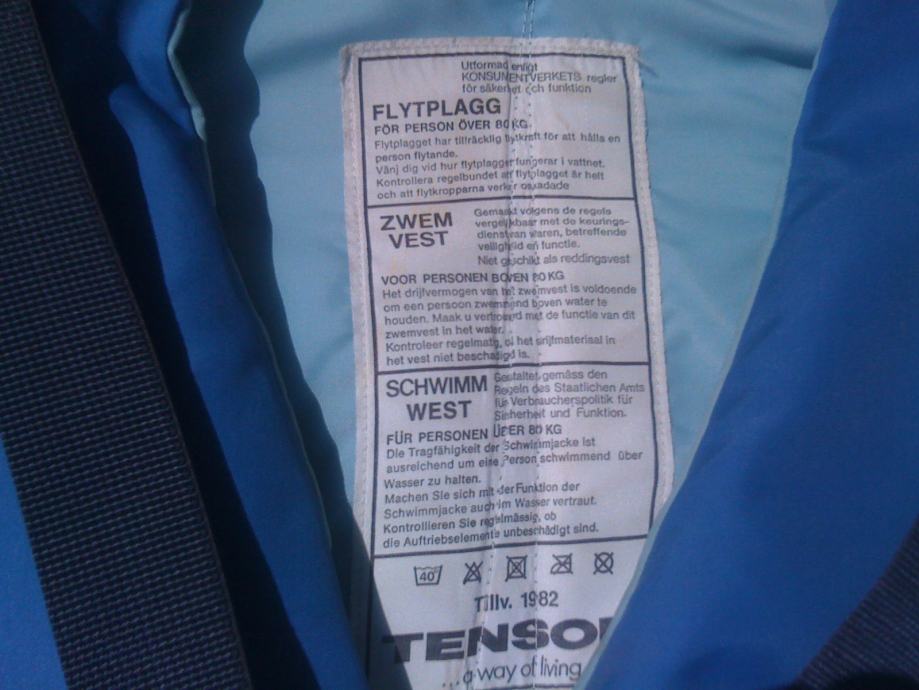 Utformad enligt
KONSUMENTVERKETS regler
för säkerhet och funktion
FLYTPLAGG
FÖR PERSON ÖVER 80 KG
Flytplagget har tillräcklig flytkraft för att hålla en
person flytande.
Vänj dig vid hur flytplagget fungerar i vattnet.
Kontrollera regelbundet att flytplagget är helt
och att flytkropparna verkar oskadade
ZWEM
VEST
Gemaakt volgens de regels
vergelijkbaar met de keurings-
dienst van waren, betreffende
veiligheid en functie.
Niet geschikt als reddingsvest
VOOR PERSONEN BOVEN 80 KG
Het drijfvermogen van het zwemvest is voldoende
om een persoon zwemmend boven water te
houden. Maak u vertrouwd met de functie van dit
zwemvest in het water.
Kontroleer regelmatig, of het drijfmateriaal in
het vest niet beschadigd is.
SCHWIMM
WEST
Gestaltet gemäss den
Regeln des Staatlichen Amts
für Verbraucherspolitik für
Sicherheit und Funktion.
FÜR PERSONEN ÜBER 80 KG
Die Tragfähigkeit der Schwimmjacke ist
ausreichend um eine Person schwimmend über
Wasser zu halten.
Machen Sie sich mit der Funktion der
Schwimmjacke auch im Wasser vertraut.
Kontrollieren Sie regelmässig, ob
die Auftriebselemente unbeschädigt sind.
40
Tillv. 1982
TENSO
...a way of living